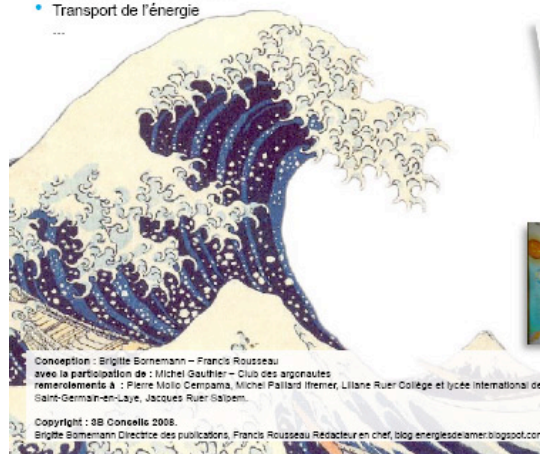 • Transport de l'énergie
...
Conception : Brigitte Bornemann – Francis Rousseau
avec la participation de : Michel Gauthier – Club des argonautes
remerciements à : Pierre Mollo Cempama, Michel Paillard Ifremer, Liliane Ruer Collège et lycée international de
Saint-Germain-en-Laye, Jacques Ruer Saipem.
Copyright : 3B Conseils 2008.
Brigitte Bornemann Directrice des publications, Francis Rousseau Rédacteur en chef, blog energiesdelamer.blogspot.com